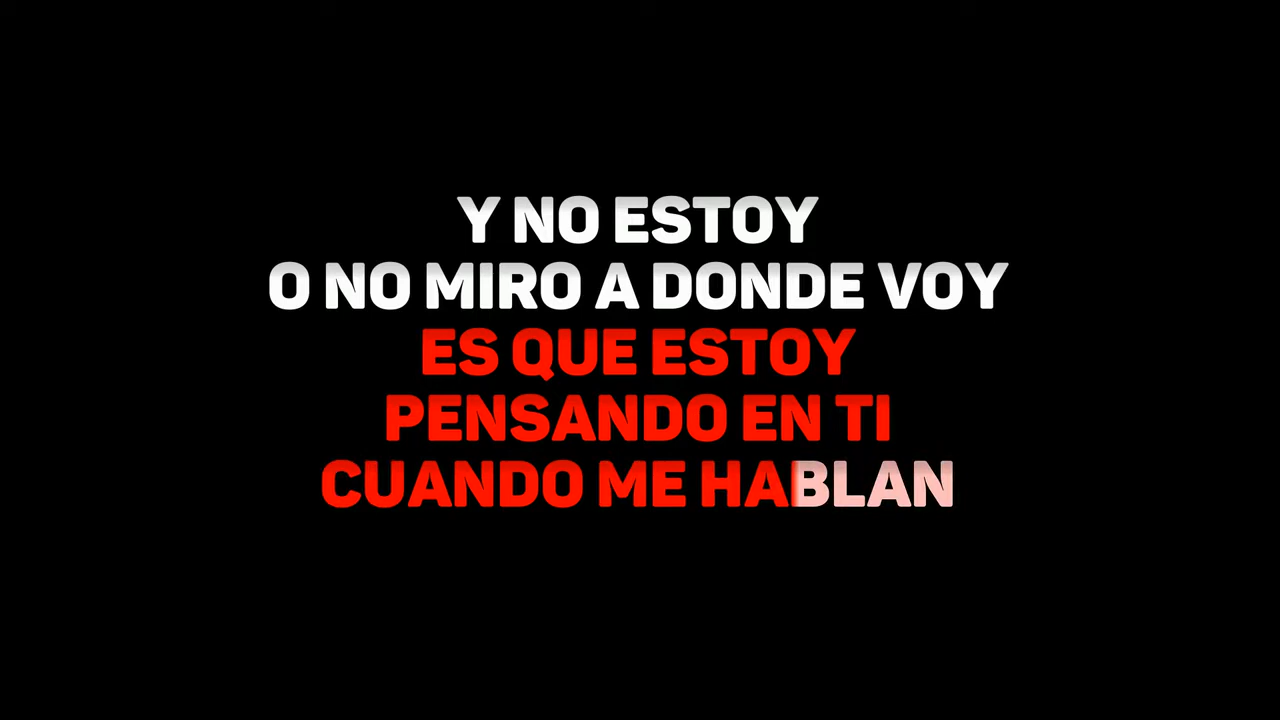 Y NO ESTOY
O NO MIRO A DONDE VOY
ES QUE ESTOY
PENSANDO EN TI
CUANDO ME HABLAN